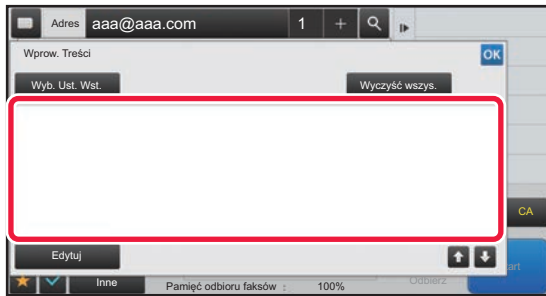 Adres aaa@aaa.com 1 +
Wprow. Treści OK
Wyb. Ust. Wst. Wyczyść wszys.
CA
Edytuj
Inne Pamięć odbioru faksów : 100% Odbierz